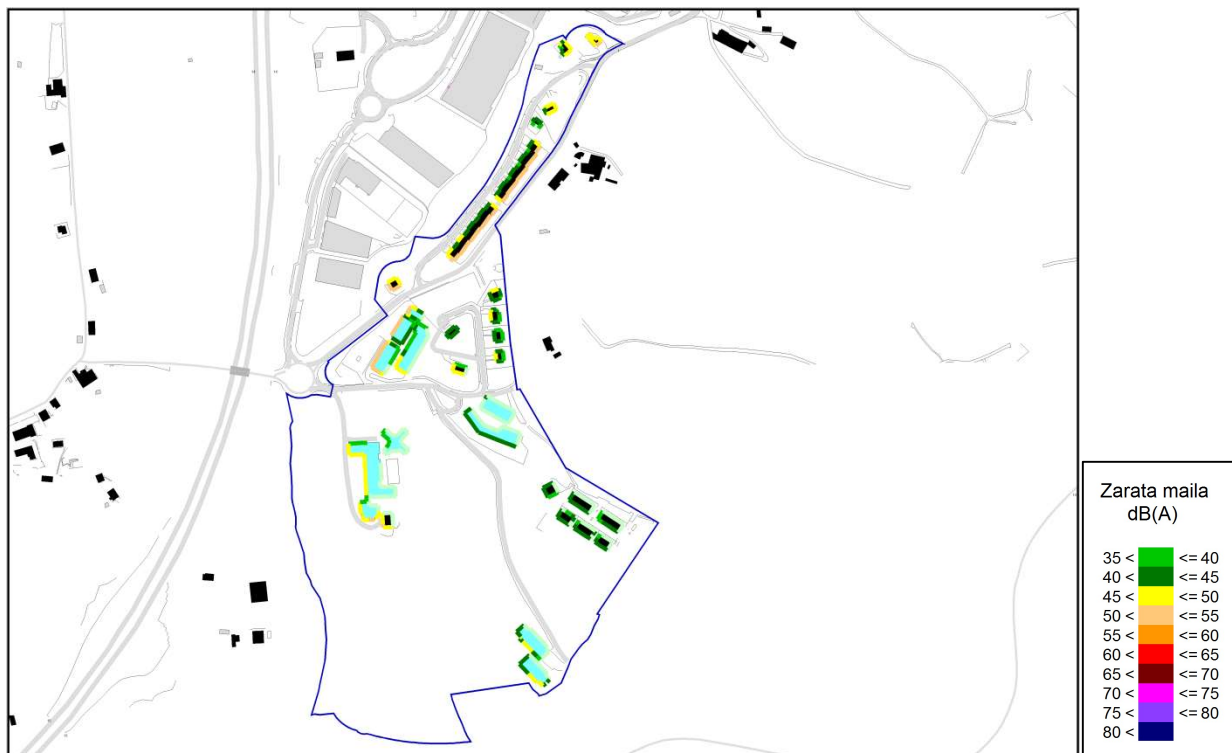 Zarata maila
dB(A)
35 < <= 40
40 < <= 45
45 < <= 50
50 < <= 55
55 < <= 60
60 < <= 65
65 < <= 70
70 < <= 75
75 < <= 80
80 <